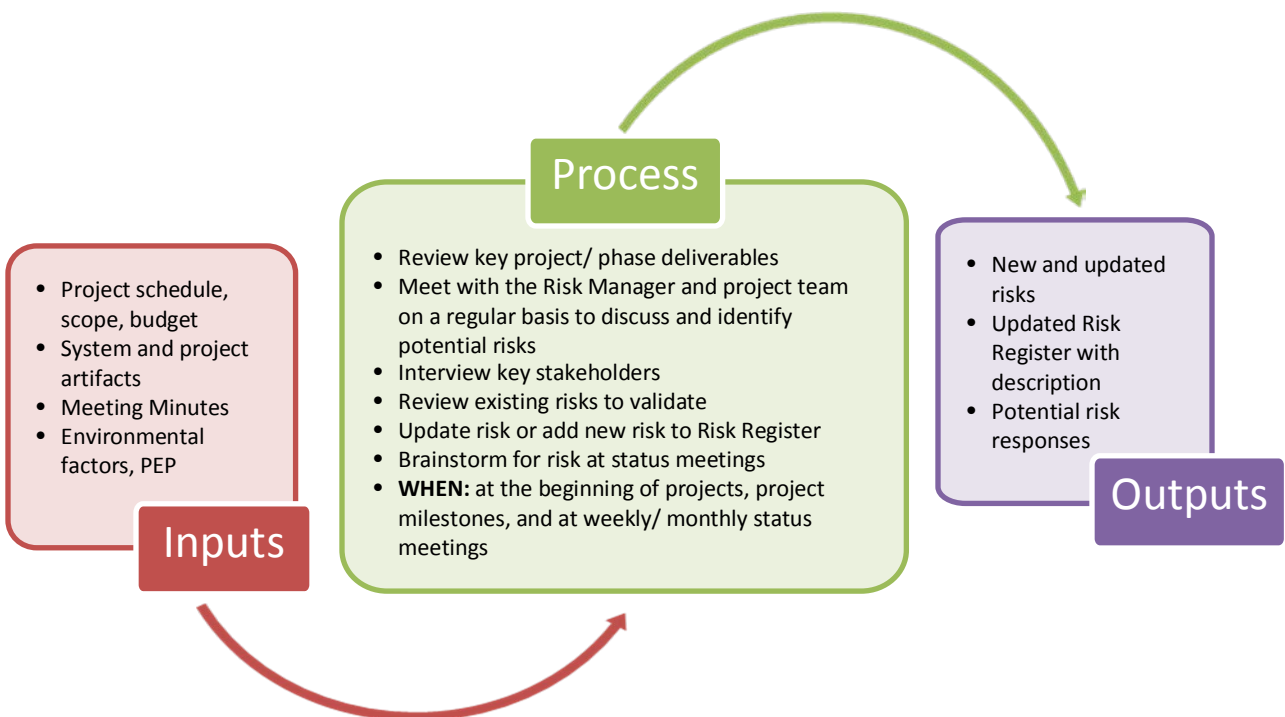 Process
• Review key project/ phase deliverables
• Meet with the Risk Manager and project team
on a regular basis to discuss and identify
potential risks
• Interview key stakeholders
• Review existing risks to validate
• Update risk or add new risk to Risk Register
• Brainstorm for risk at status meetings
• WHEN: at the beginning of projects, project
milestones, and at weekly/ monthly status
meetings
• Project schedule,
scope, budget
• System and project
artifacts
• Meeting Minutes
• Environmental
factors, PEP
Inputs
• New and updated
risks
• Updated Risk
Register with
description
• Potential risk
responses
Outputs